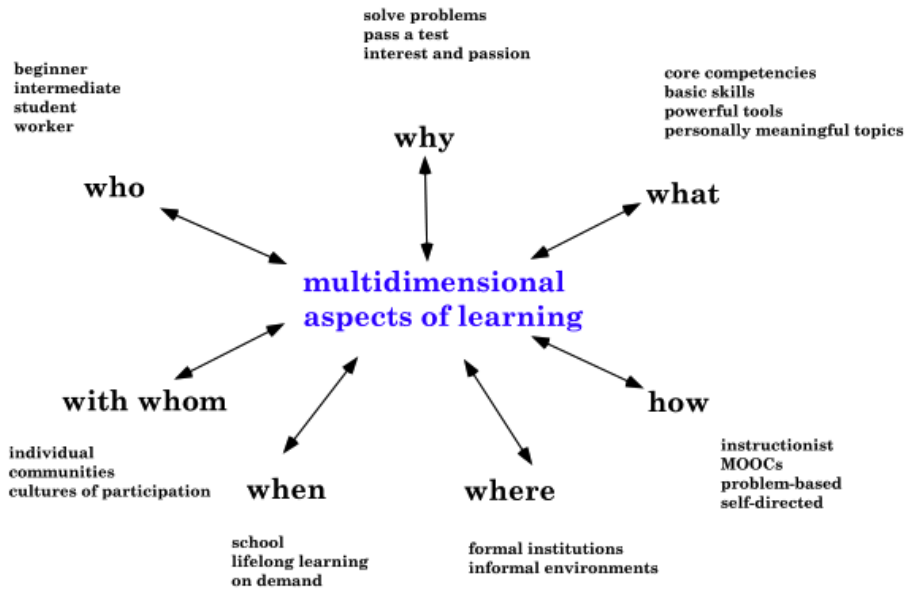 solve problems
pass a test
interest and passion
why
beginner
intermediate
student
worker
who
core competencies
basic skills
powerful tools
personally meaningful topics
what
multidimensional
aspects of learning
with whom
individual
communities
cultures of participation
when
school
lifelong learning
on demand
where
formal institutions
informal environments
how
instructionist
MOOCs
problem-based
self-directed